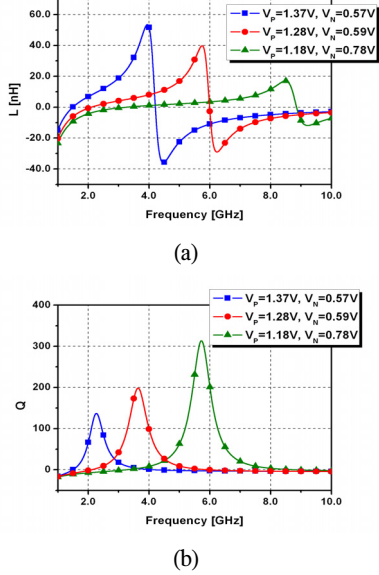 60.0
40.0
20.0
0.0
-20.0
-40.0
L [nH]
V_P=1.37V, V_N=0.57V
V_P=1.28V, V_N=0.59V
V_P=1.18V, V_N=0.78V
2.0 4.0 6.0 8.0 10.0
Frequency [GHz]
(a)
400
300
200
100
0
Q
V_P=1.37V, V_N=0.57V
V_P=1.28V, V_N=0.59V
V_P=1.18V, V_N=0.78V
2.0 4.0 6.0 8.0 10.0
Frequency [GHz]
(b)